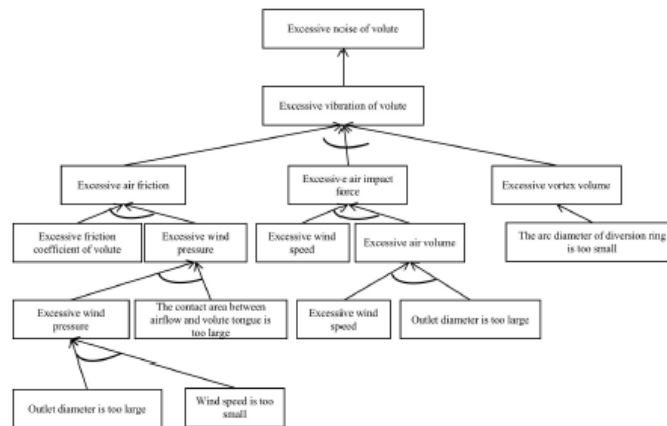 Excessive noise of volute
Excessive vibration of volute
Excessive air friction
Excessive air impact
force
Excessive vortex volume
Excessive friction
coefficient of volute
Excessive wind
pressure
Excessive wind
speed
Excessive air volume
The arc diameter of diversion ring
is too small
Excessive wind
pressure
The contact area between
airflow and volute tongue is
too large
Excessive wind
speed
Outlet diameter is too large
Outlet diameter is too large
Wind speed is too
small